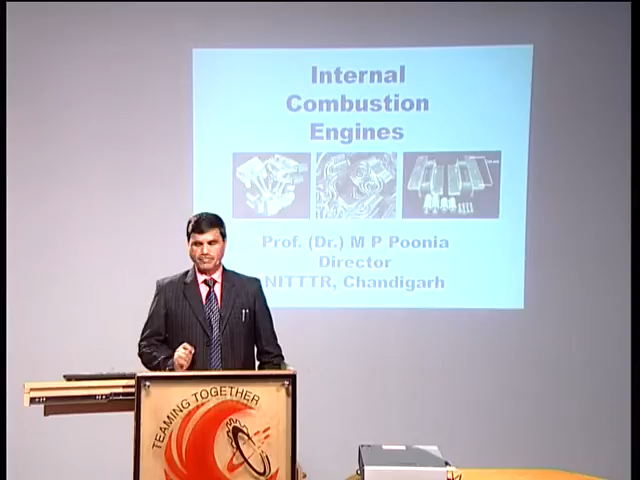 Internal
Combustion
Engines
Prof. (Dr.) M P Poonia
Director
NITTTR, Chandigarh
TEAMING TOGETHER